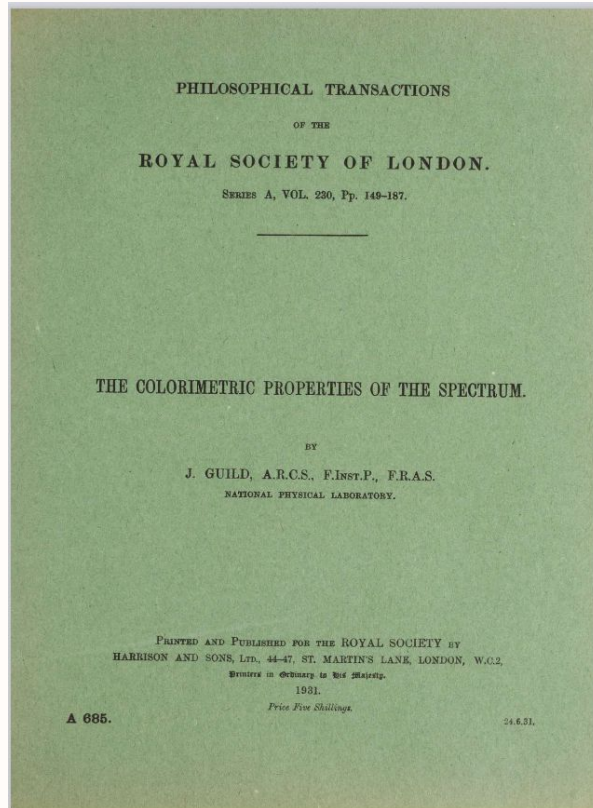 PHILOSOPHICAL TRANSACTIONS
OF THE
ROYAL SOCIETY OF LONDON.
SERIES A, VOL. 230, Pp. 149-187.
THE COLORIMETRIC PROPERTIES OF THE SPECTRUM.
BY
J. GUILD, A.R.C.S., F.INST.P., F.R.A.S.
NATIONAL PHYSICAL LABORATORY.
PRINTED AND PUBLISHED FOR THE ROYAL SOCIETY BY
HARRISON AND SONS, LTD., 44-47, ST. MARTIN'S LANE, LONDON, W.C.2,
Printers in Ordinary to His Majesty.
1931.
Price Five Shillings.
A 685.
24.6.31.